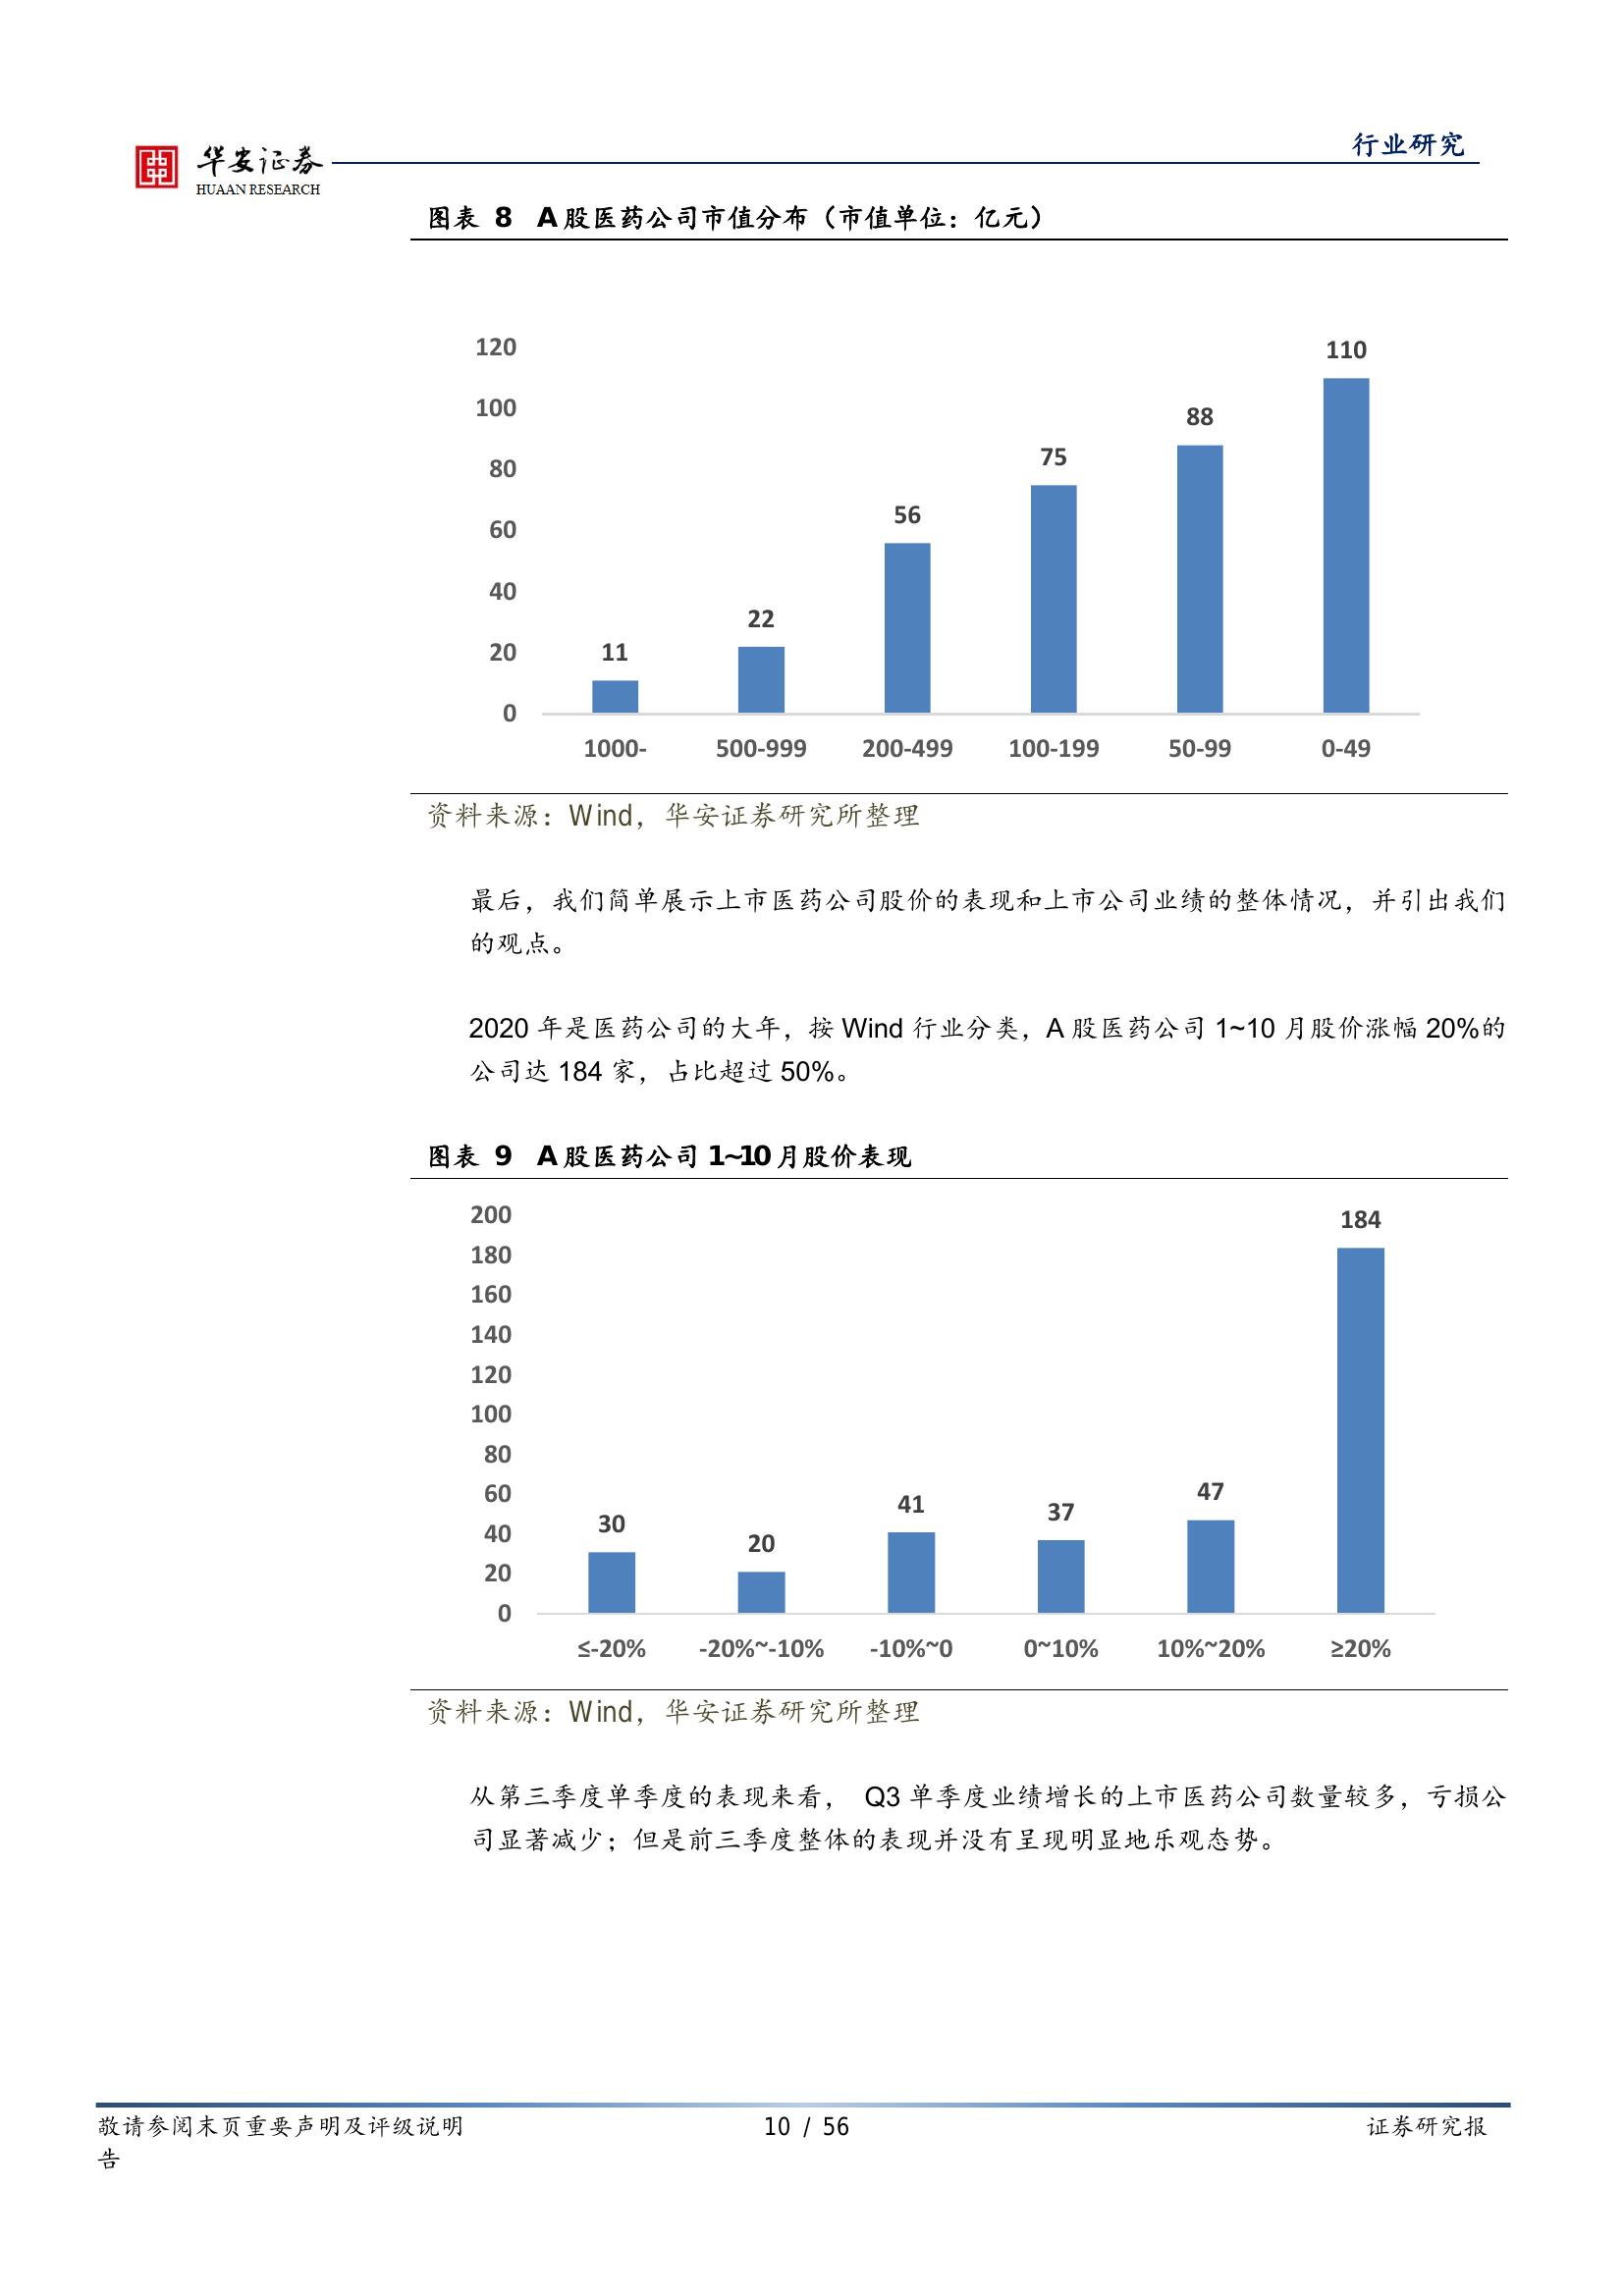 行业研究
华安证券
HUAAN RESEARCH
图表 8 A 股医药公司市值分布（市值单位：亿元）
120
100
80
60
40
20
0
11
22
56
75
88
110
1000-
500-999
200-499
100-199
50-99
0-49
资料来源：Wind，华安证券研究所整理
最后，我们简单展示上市医药公司股价的表现和上市公司业绩的整体情况，并引出我们
的观点。
2020 年是医药公司的大年，按 Wind 行业分类，A 股医药公司 1~10 月股价涨幅 20%的
公司达 184 家，占比超过 50%。
图表 9 A 股医药公司 1~10 月股价表现
200
180
160
140
120
100
80
60
40
20
0
30
20
41
37
47
184
≤-20%
-20%~-10%
-10%~0
0~10%
10%~20%
≥20%
资料来源：Wind，华安证券研究所整理
从第三季度单季度的表现来看， Q3 单季度业绩增长的上市医药公司数量较多，亏损公
司显著减少；但是前三季度整体的表现并没有呈现明显地乐观态势。
敬请参阅末页重要声明及评级说明 10 / 56 证券研究报
告